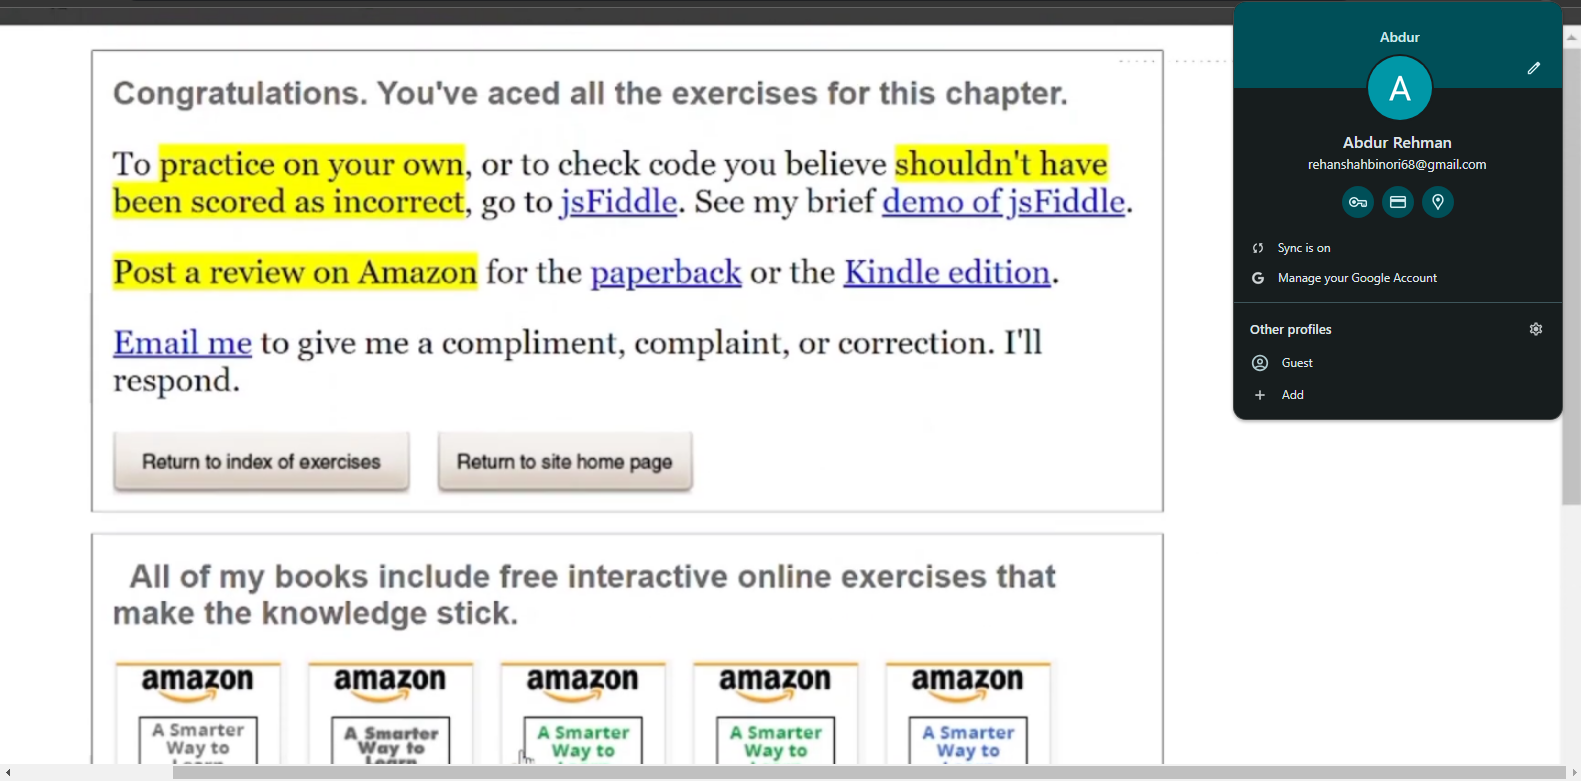 Congratulations. You've aced all the exercises for this chapter.
To practice on your own, or to check code you believe shouldn't have
been scored as incorrect, go to jsFiddle. See my brief demo of jsFiddle.
Post a review on Amazon for the paperback or the Kindle edition.
Email me to give me a compliment, complaint, or correction. I'll
respond.
Return to index of exercises
Return to site home page
All of my books include free interactive online exercises that
make the knowledge stick.
amazon
A Smarter
Way to
Learn
amazon
A Smarter
Way to
Learn
amazon
A Smarter
Way to
amazon
A Smarter
Way to
amazon
A Smarter
Way to
Abdur
A
Abdur Rehman
rehanshahbinori68@gmail.com
Sync is on
G
Manage your Google Account
Other profiles
Guest
Add